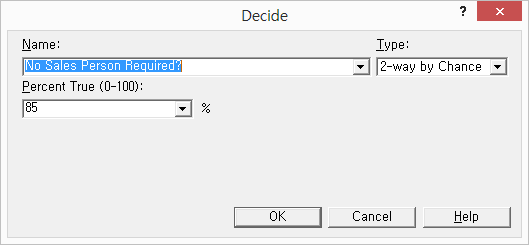 Decide
?
Name:
Type:
No Sales Person Required?
2-way by Chance
Percent True (0-100):
85
%
OK
Cancel
Help